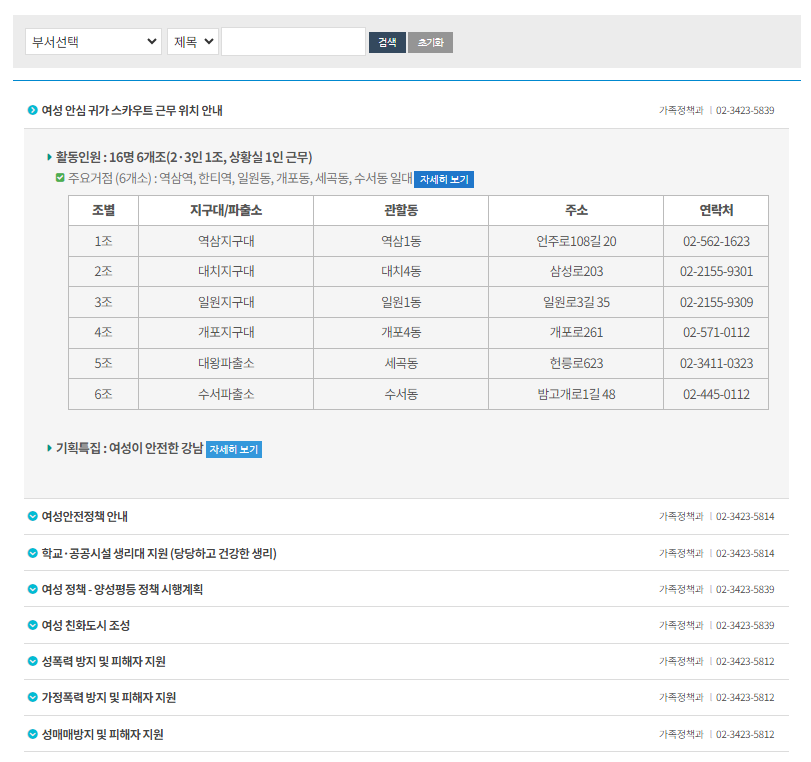 부서선택 제목 검색 초기화
여성 안심 귀가 스카우트 근무 위치 안내 가족정책과 | 02-3423-5839
활동인원 : 16명 6개조(2·3인 1조, 상황실 1인 근무)
주요거점 (6개소) : 역삼역, 한티역, 일원동, 개포동, 세곡동, 수서동 일대 자세히 보기
조별 지구대/파출소 관할동 주소 연락처
1조 역삼지구대 역삼1동 언주로108길 20 02-562-1623
2조 대치지구대 대치4동 삼성로203 02-2155-9301
3조 일원지구대 일원1동 일원로3길 35 02-2155-9309
4조 개포지구대 개포4동 개포로261 02-571-0112
5조 대왕파출소 세곡동 헌릉로623 02-3411-0323
6조 수서파출소 수서동 밤고개로1길 48 02-445-0112
기획특집 : 여성이 안전한 강남 자세히 보기
여성안전정책 안내 가족정책과 | 02-3423-5814
학교·공공시설 생리대 지원 (당당하고 건강한 생리) 가족정책과 | 02-3423-5814
여성 정책 - 양성평등 정책 시행계획 가족정책과 | 02-3423-5839
여성 친화도시 조성 가족정책과 | 02-3423-5839
성폭력 방지 및 피해자 지원 가족정책과 | 02-3423-5812
가정폭력 방지 및 피해자 지원 가족정책과 | 02-3423-5812
성매매방지 및 피해자 지원 가족정책과 | 02-3423-5812